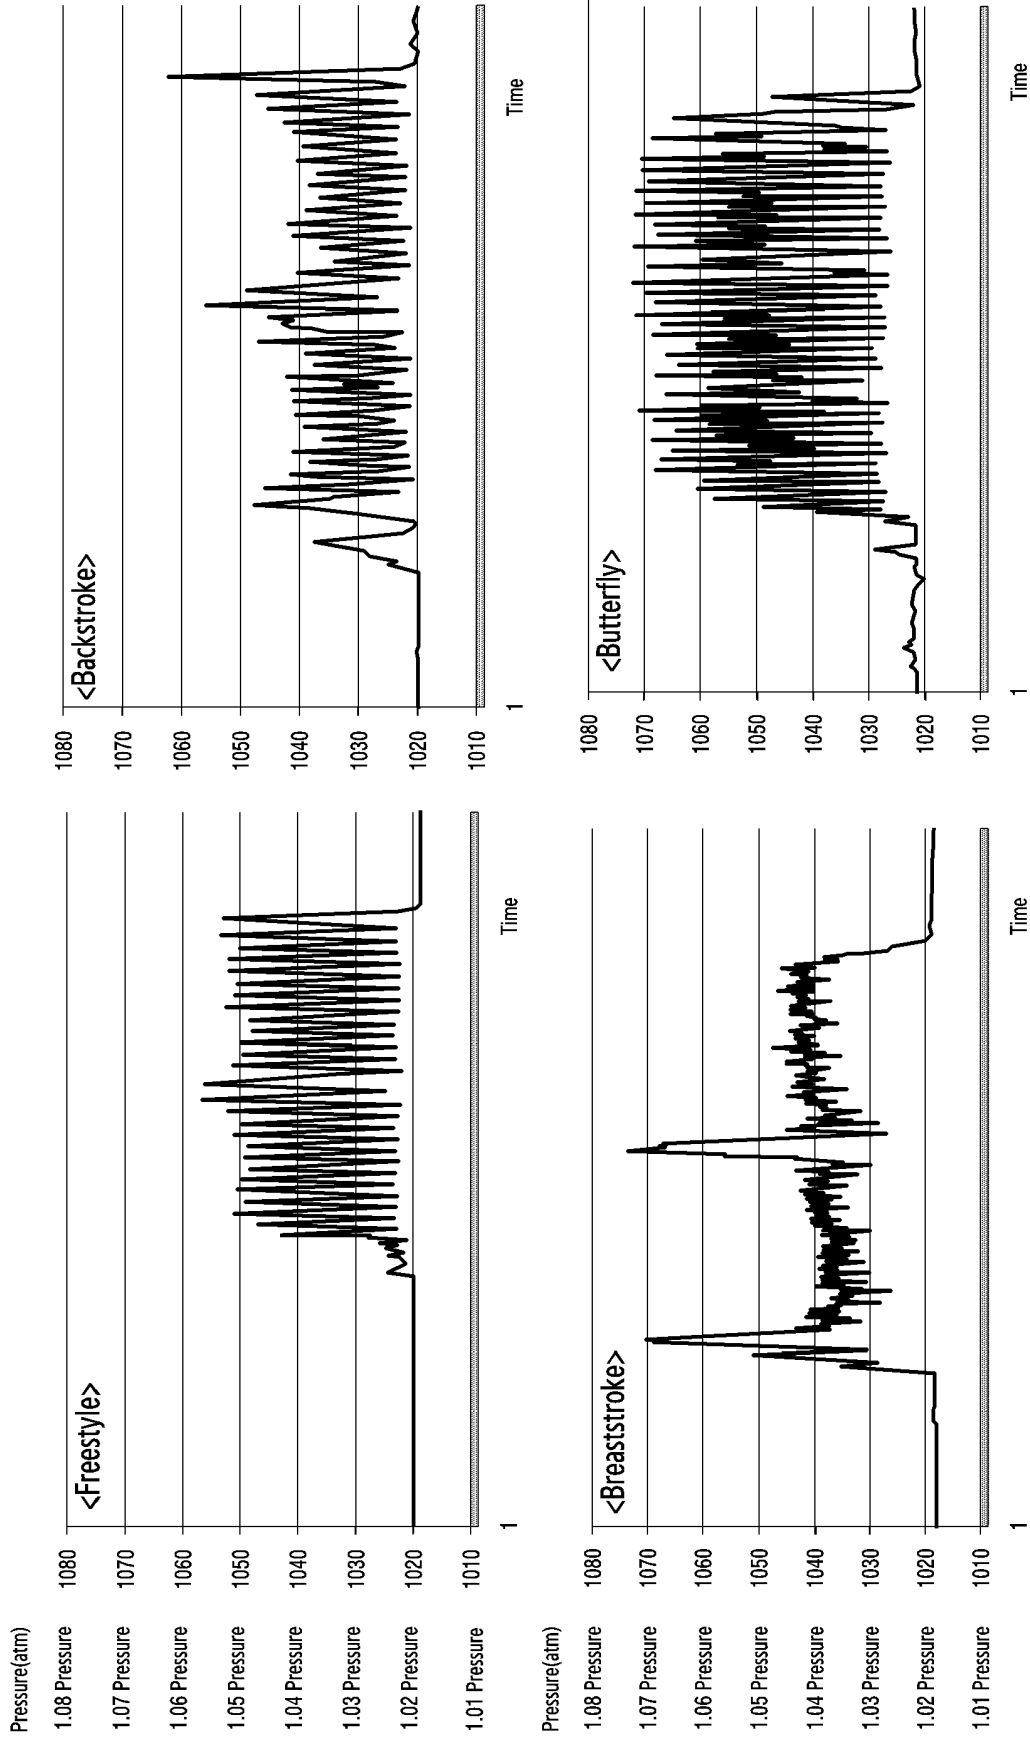 Pressure(atm)
<Freestyle>
1.08 Pressure 1080
1.07 Pressure 1070
1.06 Pressure 1060
1.05 Pressure 1050
1.04 Pressure 1040
1.03 Pressure 1030
1.02 Pressure 1020
1.01 Pressure 1010
1 Time
<Backstroke>
1080
1070
1060
1050
1040
1030
1020
1010
1 Time
Pressure(atm)
<Breaststroke>
1.08 Pressure 1080
1.07 Pressure 1070
1.06 Pressure 1060
1.05 Pressure 1050
1.04 Pressure 1040
1.03 Pressure 1030
1.02 Pressure 1020
1.01 Pressure 1010
1 Time
<Butterfly>
1080
1070
1060
1050
1040
1030
1020
1010
1 Time